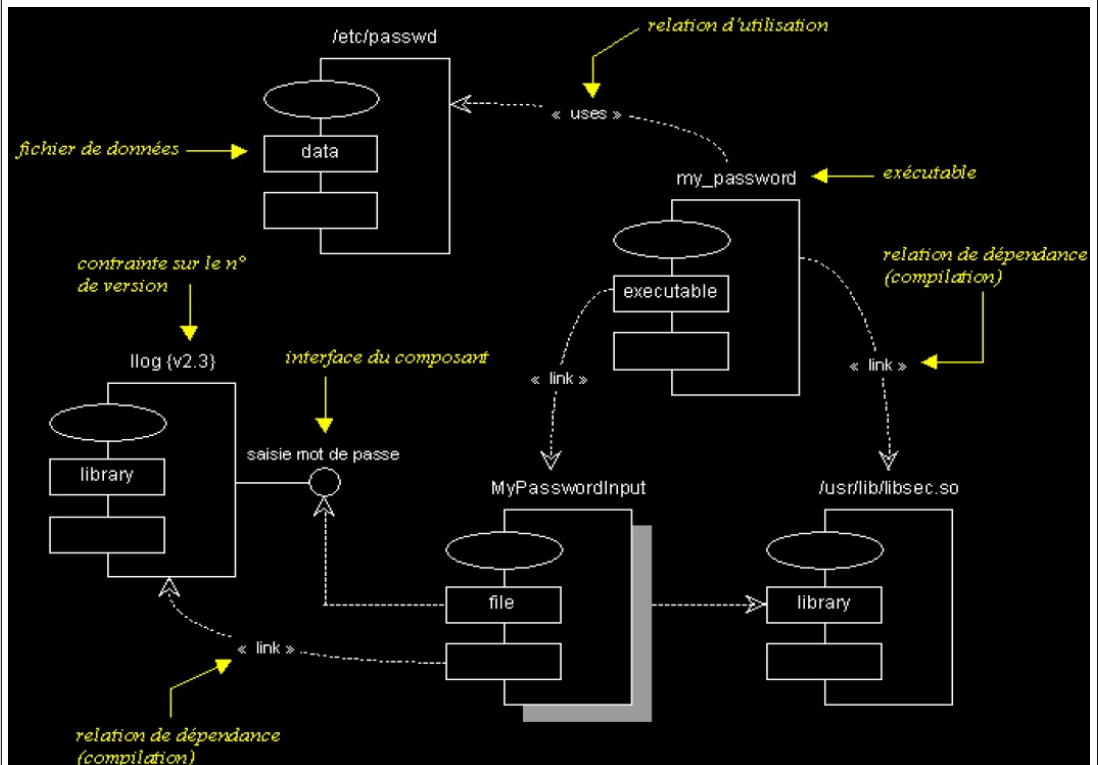 relation d'utilisation
/etc/passwd
« uses »
fichier de données
data
my_password
exécutable
contrainte sur le n°
de version
relation de dépendance
(compilation)
executable
llog {v2.3}
interface du composant
« link »
« link »
saisie mot de passe
library
MyPasswordInput
/usr/lib/libsec.so
file
library
« link »
relation de dépendance
(compilation)